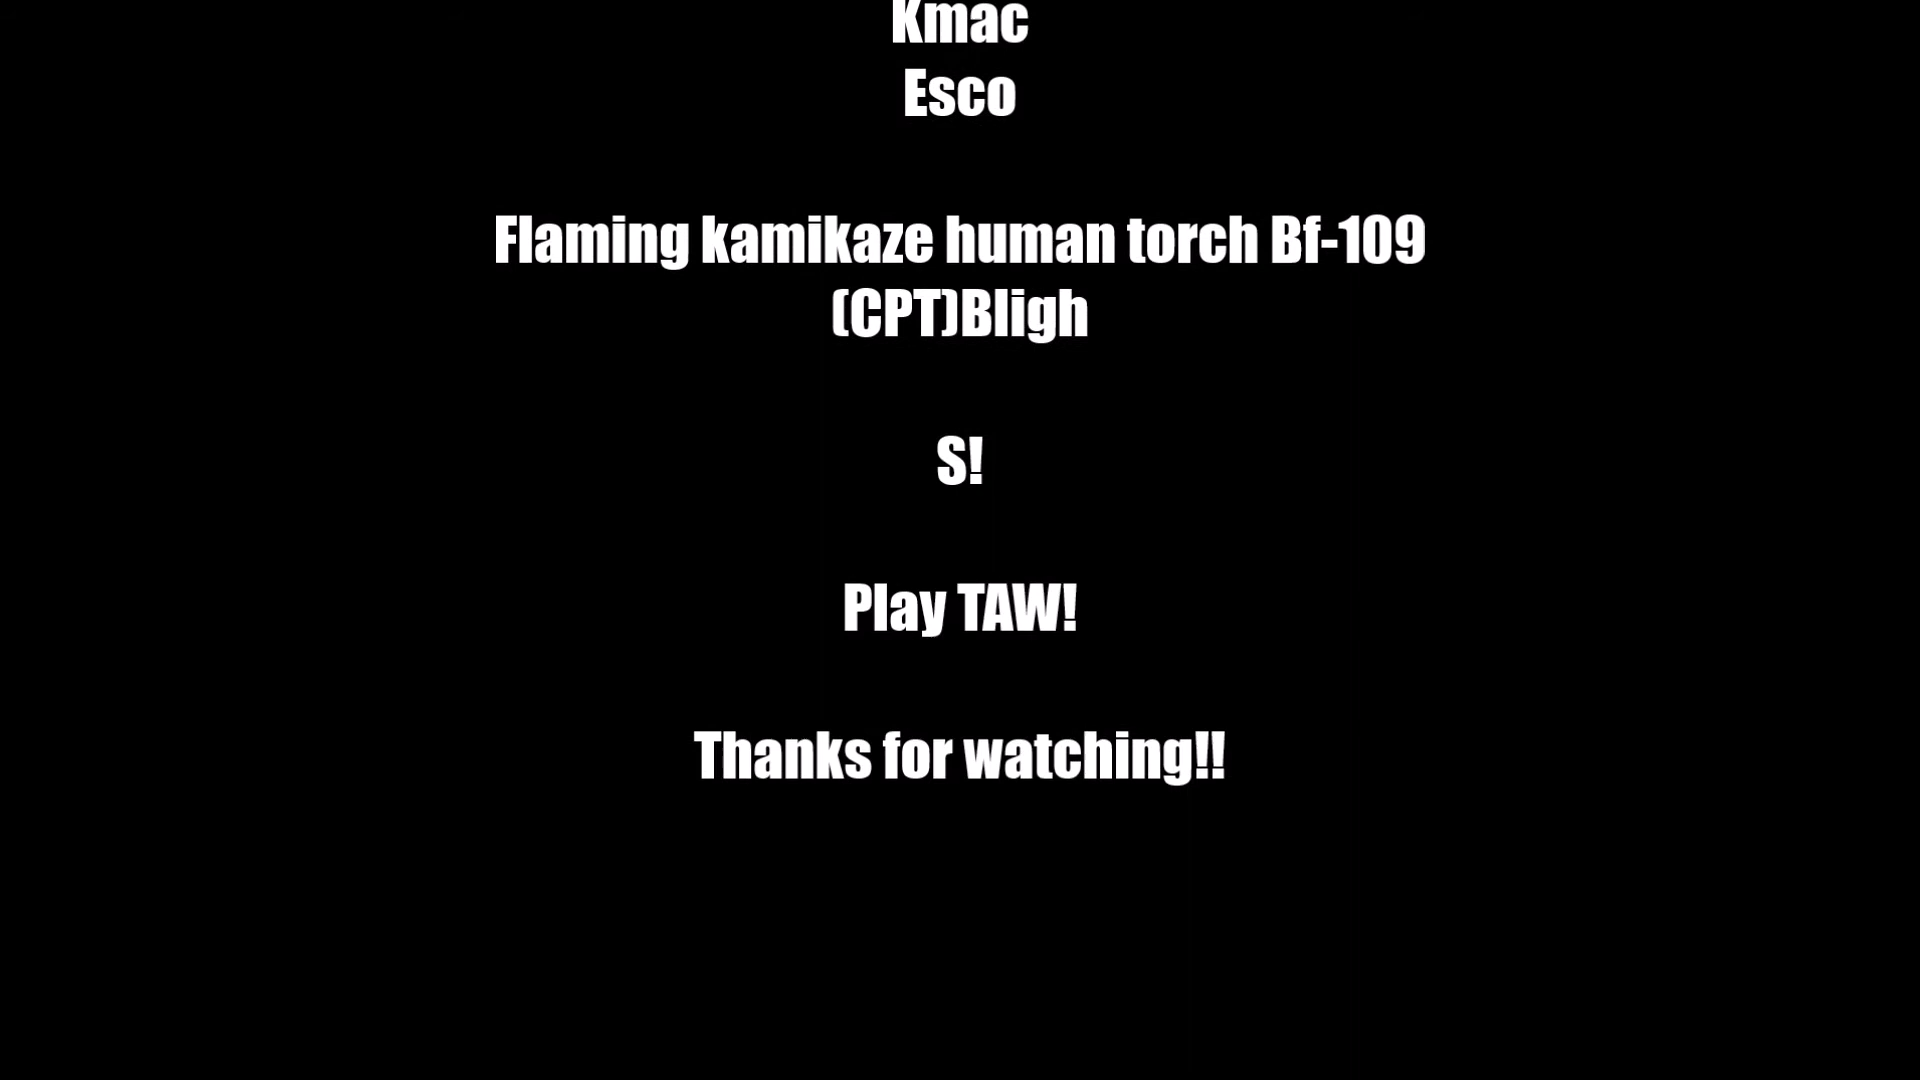 Kmac
Esco
Flaming kamikaze human torch Bf-109
(CPT)Bligh
S!
Play TAW!
Thanks for watching!!